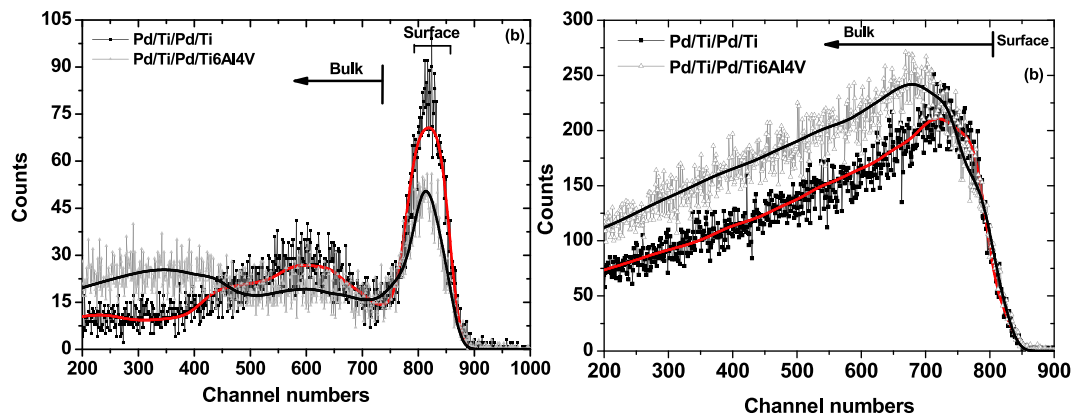 105
90
75
60
45
30
15
0
Counts
Pd/Ti/Pd/Ti
Pd/Ti/Pd/Ti6Al4V
Surface
(b)
Bulk
200 300 400 500 600 700 800 900 1000
Channel numbers
300
250
200
150
100
50
0
Counts
Pd/Ti/Pd/Ti
Pd/Ti/Pd/Ti6Al4V
Bulk
Surface
(b)
200 300 400 500 600 700 800 900
Channel numbers